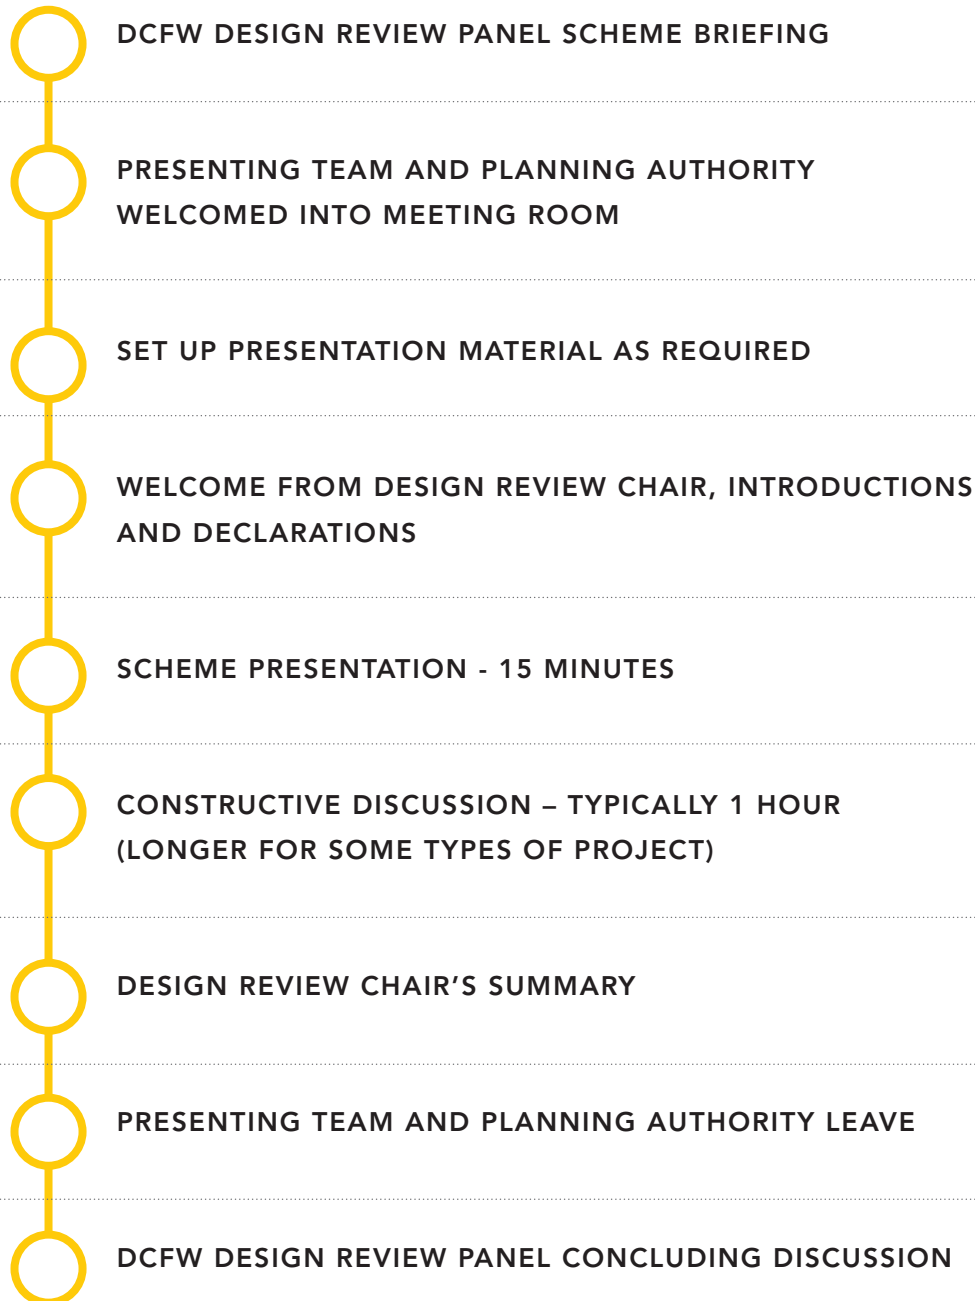 DCFW DESIGN REVIEW PANEL SCHEME BRIEFING
PRESENTING TEAM AND PLANNING AUTHORITY
WELCOMED INTO MEETING ROOM
SET UP PRESENTATION MATERIAL AS REQUIRED
WELCOME FROM DESIGN REVIEW CHAIR, INTRODUCTIONS
AND DECLARATIONS
SCHEME PRESENTATION - 15 MINUTES
CONSTRUCTIVE DISCUSSION – TYPICALLY 1 HOUR
(LONGER FOR SOME TYPES OF PROJECT)
DESIGN REVIEW CHAIR’S SUMMARY
PRESENTING TEAM AND PLANNING AUTHORITY LEAVE
DCFW DESIGN REVIEW PANEL CONCLUDING DISCUSSION